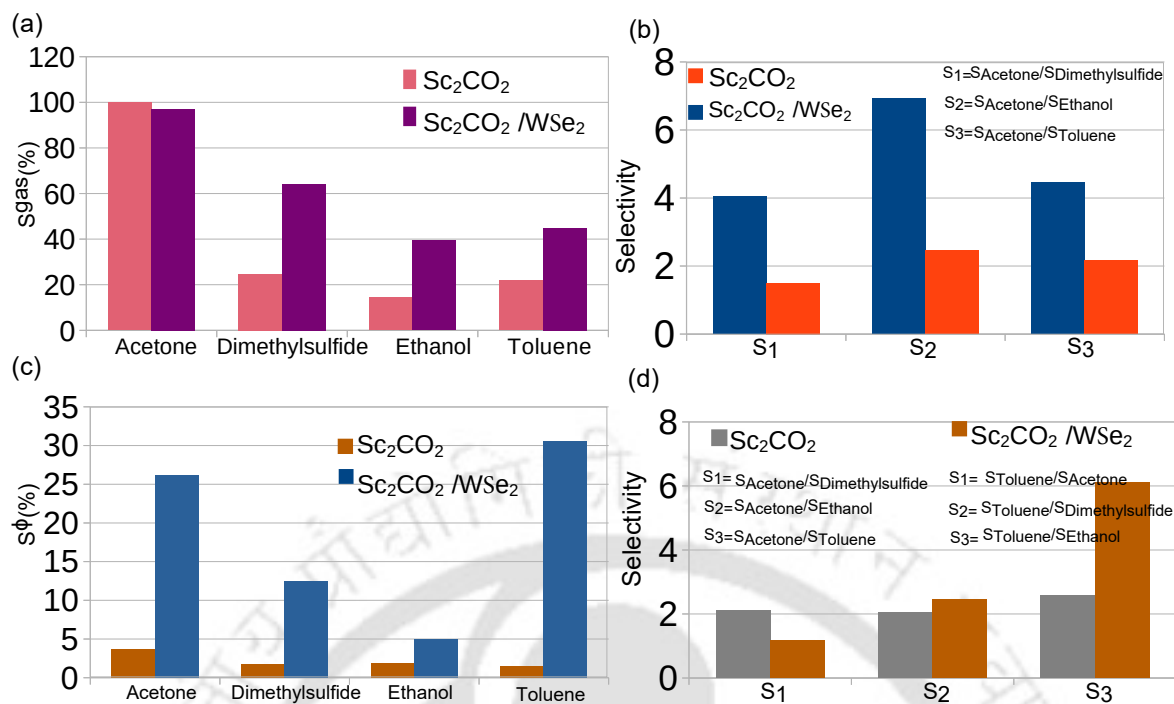 (a)
120
100
80
60
40
20
0
Sgas(%)
Sc2CO2
Sc2CO2 /WSe2
Acetone Dimethylsulfide Ethanol Toluene
(b)
8
6
4
2
0
Selectivity
Sc2CO2
Sc2CO2 /WSe2
S1=SAcetone/SDimethylsulfide
S2=SAcetone/SEthanol
S3=SAcetone/SToluene
S1 S2 S3
(c)
35
30
25
20
15
10
5
0
Sϕ(%)
Sc2CO2
Sc2CO2 /WSe2
Acetone Dimethylsulfide Ethanol Toluene
(d)
8
6
4
2
0
Selectivity
Sc2CO2
S1= SAcetone/SDimethylsulfide
S2=SAcetone/SEthanol
S3=SAcetone/SToluene
Sc2CO2 /WSe2
S1= SToluene/SAcetone
S2= SToluene/SDimethylsulfide
S3= SToluene/SEthanol
S1 S2 S3